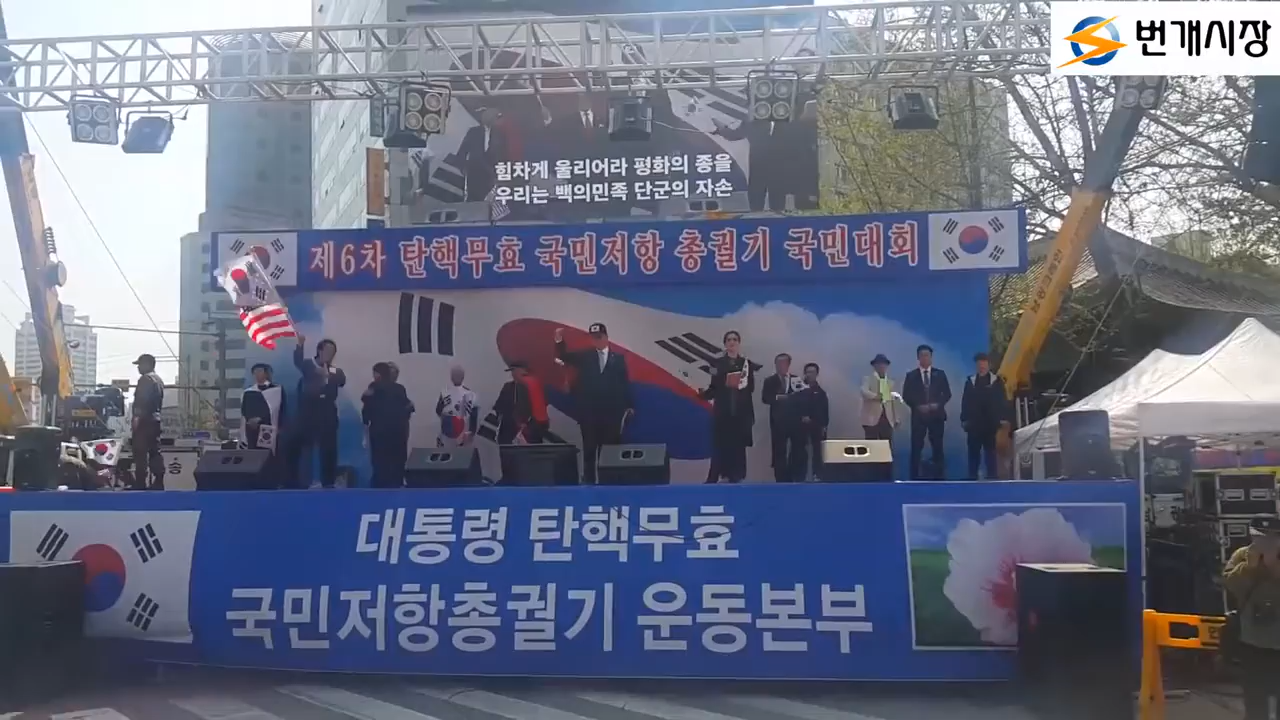 번개시장
힘차게 울리어라 평화의 종을
우리는 백의민족 단군의 자손
제6차 탄핵무효 국민저항 총궐기 국민대회
대통령 탄핵무효
국민저항총궐기 운동본부